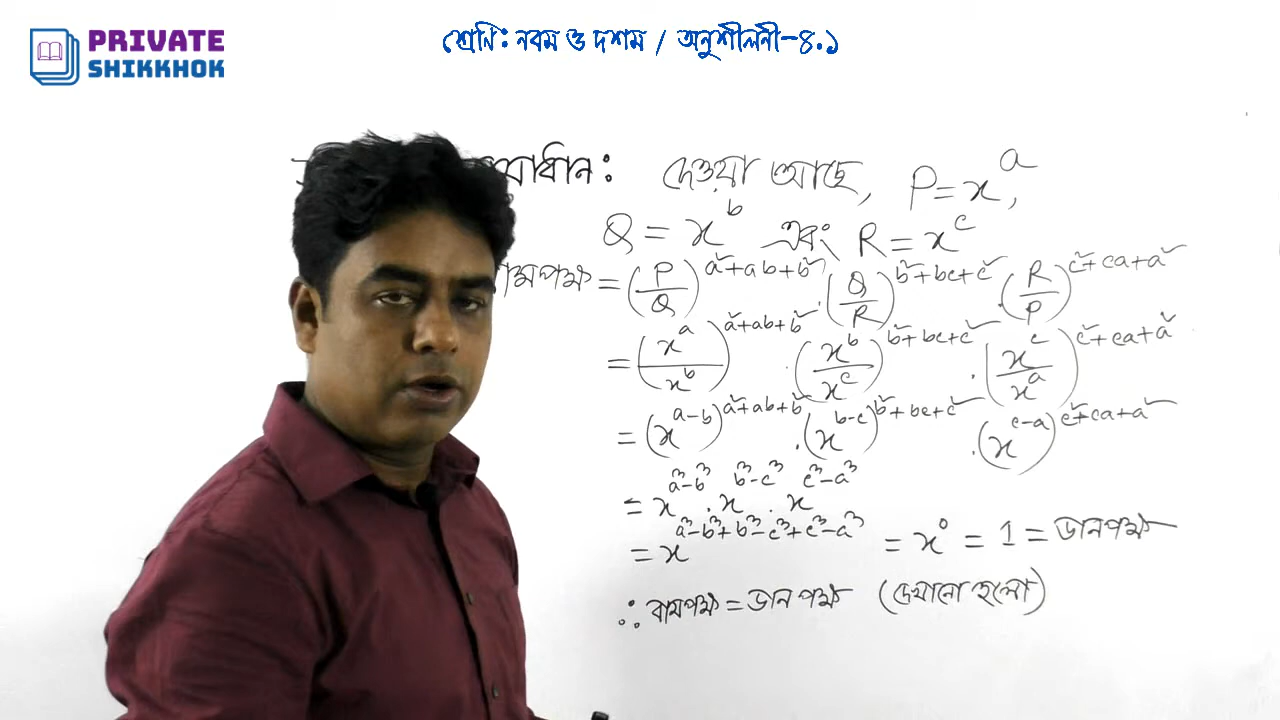 PRIVATE
SHIKKHOK
শ্রেণি: নবম ও দশম / অনুশীলনী-৪.১
দেওয়া আছে, P = x^a,
Q = x^b এবং R = x^c
= (P/Q)^(a²+ab+b²) . (Q/R)^(b²+bc+c²) . (R/P)^(c²+ca+a²)
= (x^a/x^b)^(a²+ab+b²) . (x^b/x^c)^(b²+bc+c²) . (x^c/x^a)^(c²+ca+a²)
= (x^(a-b))^(a²+ab+b²) . (x^(b-c))^(b²+bc+c²) . (x^(c-a))^(c²+ca+a²)
= x^(a³-b³) . x^(b³-c³) . x^(c³-a³)
= x^(a³-b³+b³-c³+c³-a³) = x⁰ = 1 = ডানপক্ষ
∴ বামপক্ষ = ডানপক্ষ (দেখানো হলো)